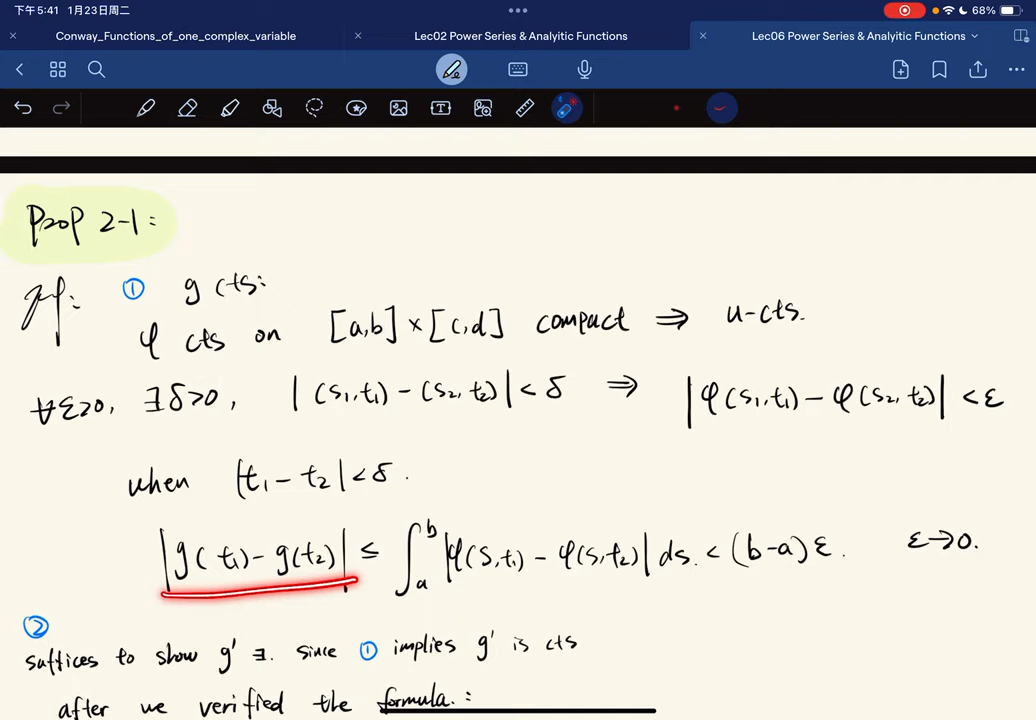 下午5:41 1月23日周二
68%
Conway_Functions_of_one_complex_variable
Lec02 Power Series & Analyitic Functions
Lec06 Power Series & Analyitic Functions
Prop 2-1:
pf: ① g cts:
φ cts on [a,b]×[c,d] compact ⇒ u-cts.
∀ε>0, ∃δ>0, |(s₁,t₁)-(s₂,t₂)|<δ ⇒ |φ(s₁,t₁)-φ(s₂,t₂)|<ε
when |t₁-t₂|<δ.
|g(t₁)-g(t₂)| ≤ ∫ₐᵇ |φ(s,t₁)-φ(s,t₂)| ds. < (b-a)ε. ε→0.
②
suffices to show g' ∃. since ① implies g' is cts
after we verified the formula.: